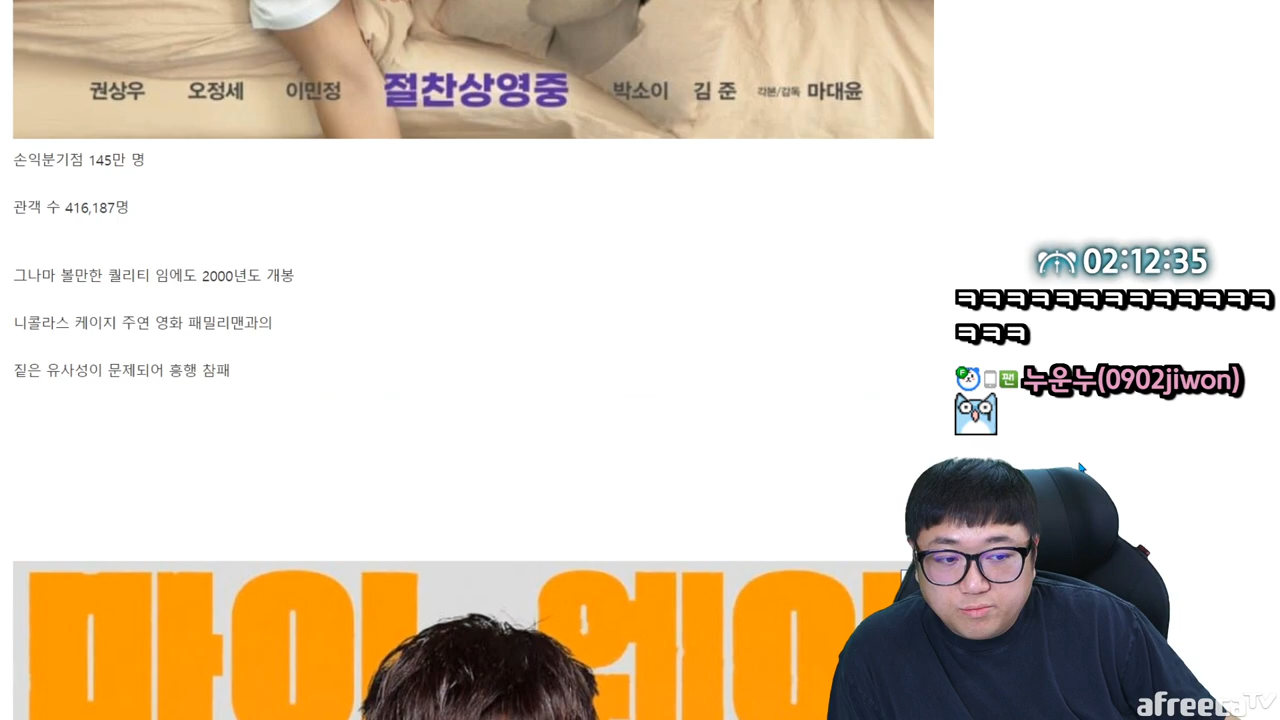 권상우 오정세 이민정 절찬상영중 박소이 김 준 각본/감독 마대윤
손익분기점 145만 명
관객 수 416,187명
그나마 볼만한 퀄리티 임에도 2000년도 개봉
니콜라스 케이지 주연 영화 패밀리맨과의
짙은 유사성이 문제되어 흥행 참패
02:12:35
ㅋㅋㅋㅋㅋㅋㅋㅋㅋㅋㅋㅋㅋ
ㅋㅋㅋ
F 팬 누운누(0902jiwon)
afreecaTV